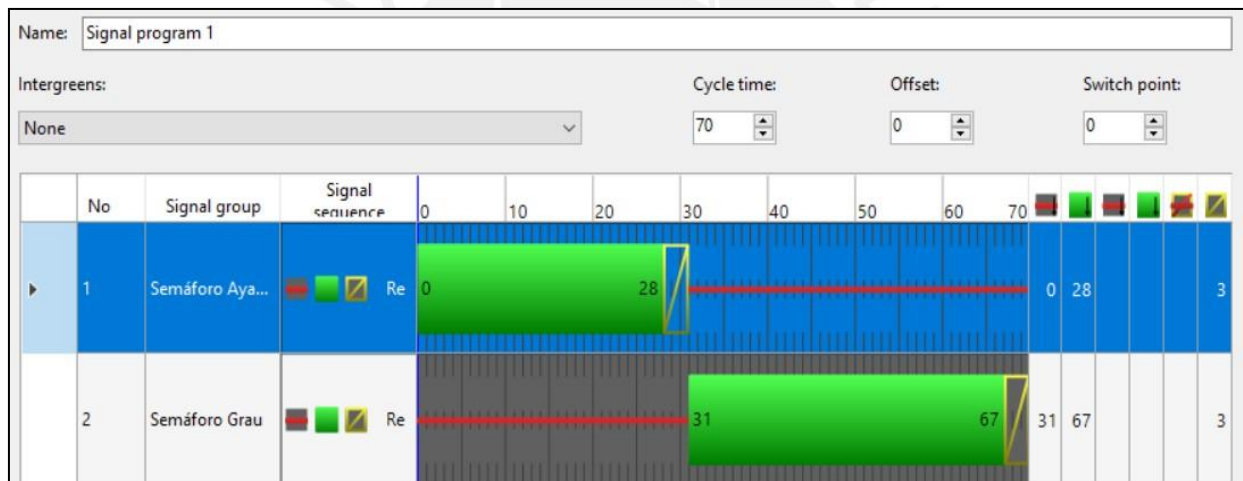 Name: Signal program 1
Intergreens: Cycle time: Offset: Switch point:
None 70 0 0
No Signal group Signal sequence 0 10 20 30 40 50 60 70
1 Semáforo Aya... Re 0 28 0 28 3
2 Semáforo Grau Re 31 67 31 67 3